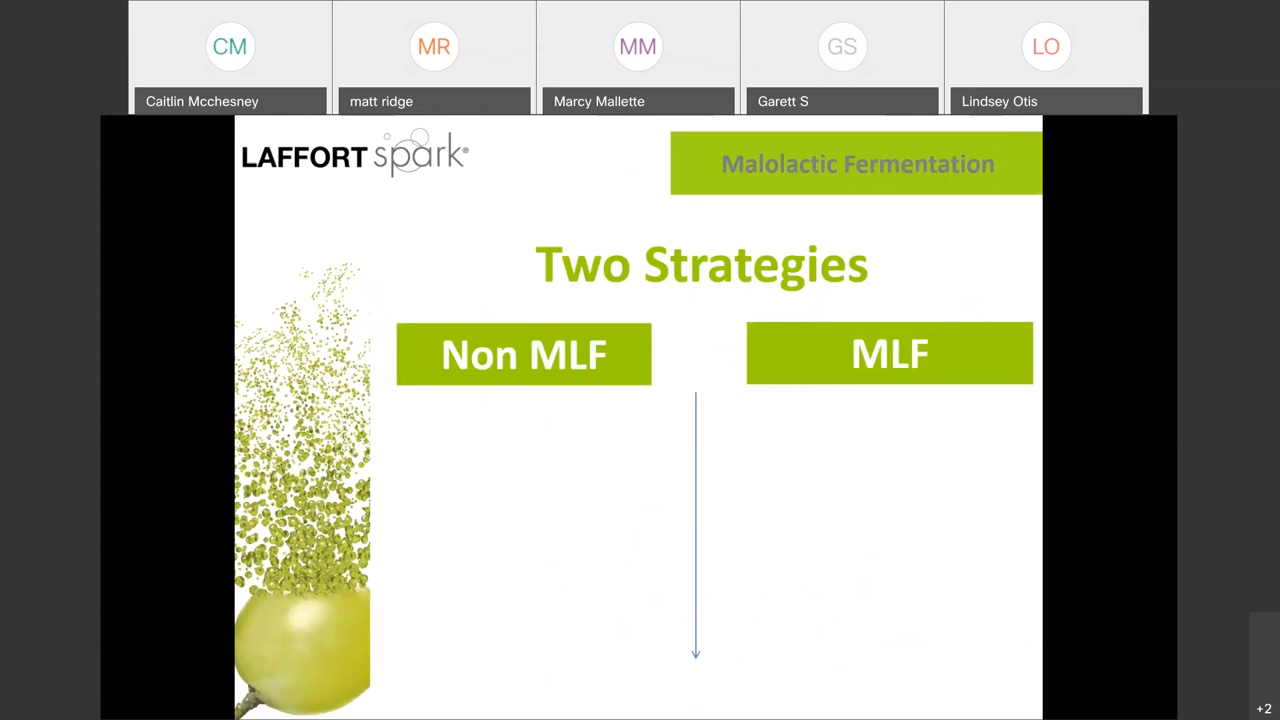 CM
MR
MM
GS
LO
Caitlin Mcchesney
matt ridge
Marcy Mallette
Garett S
Lindsey Otis
LAFFORT spark®
Malolactic Fermentation
Two Strategies
Non MLF
MLF
+2